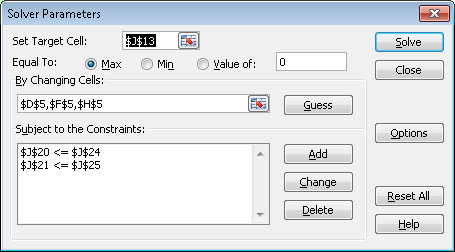 Solver Parameters
Set Target Cell: $J$13 Solve
Equal To: Max Min Value of: 0 Close
By Changing Cells:
$D$5,$F$5,$H$5 Guess
Subject to the Constraints: Options
$J$20 <= $J$24 Add
$J$21 <= $J$25
Change
Reset All
Delete
Help